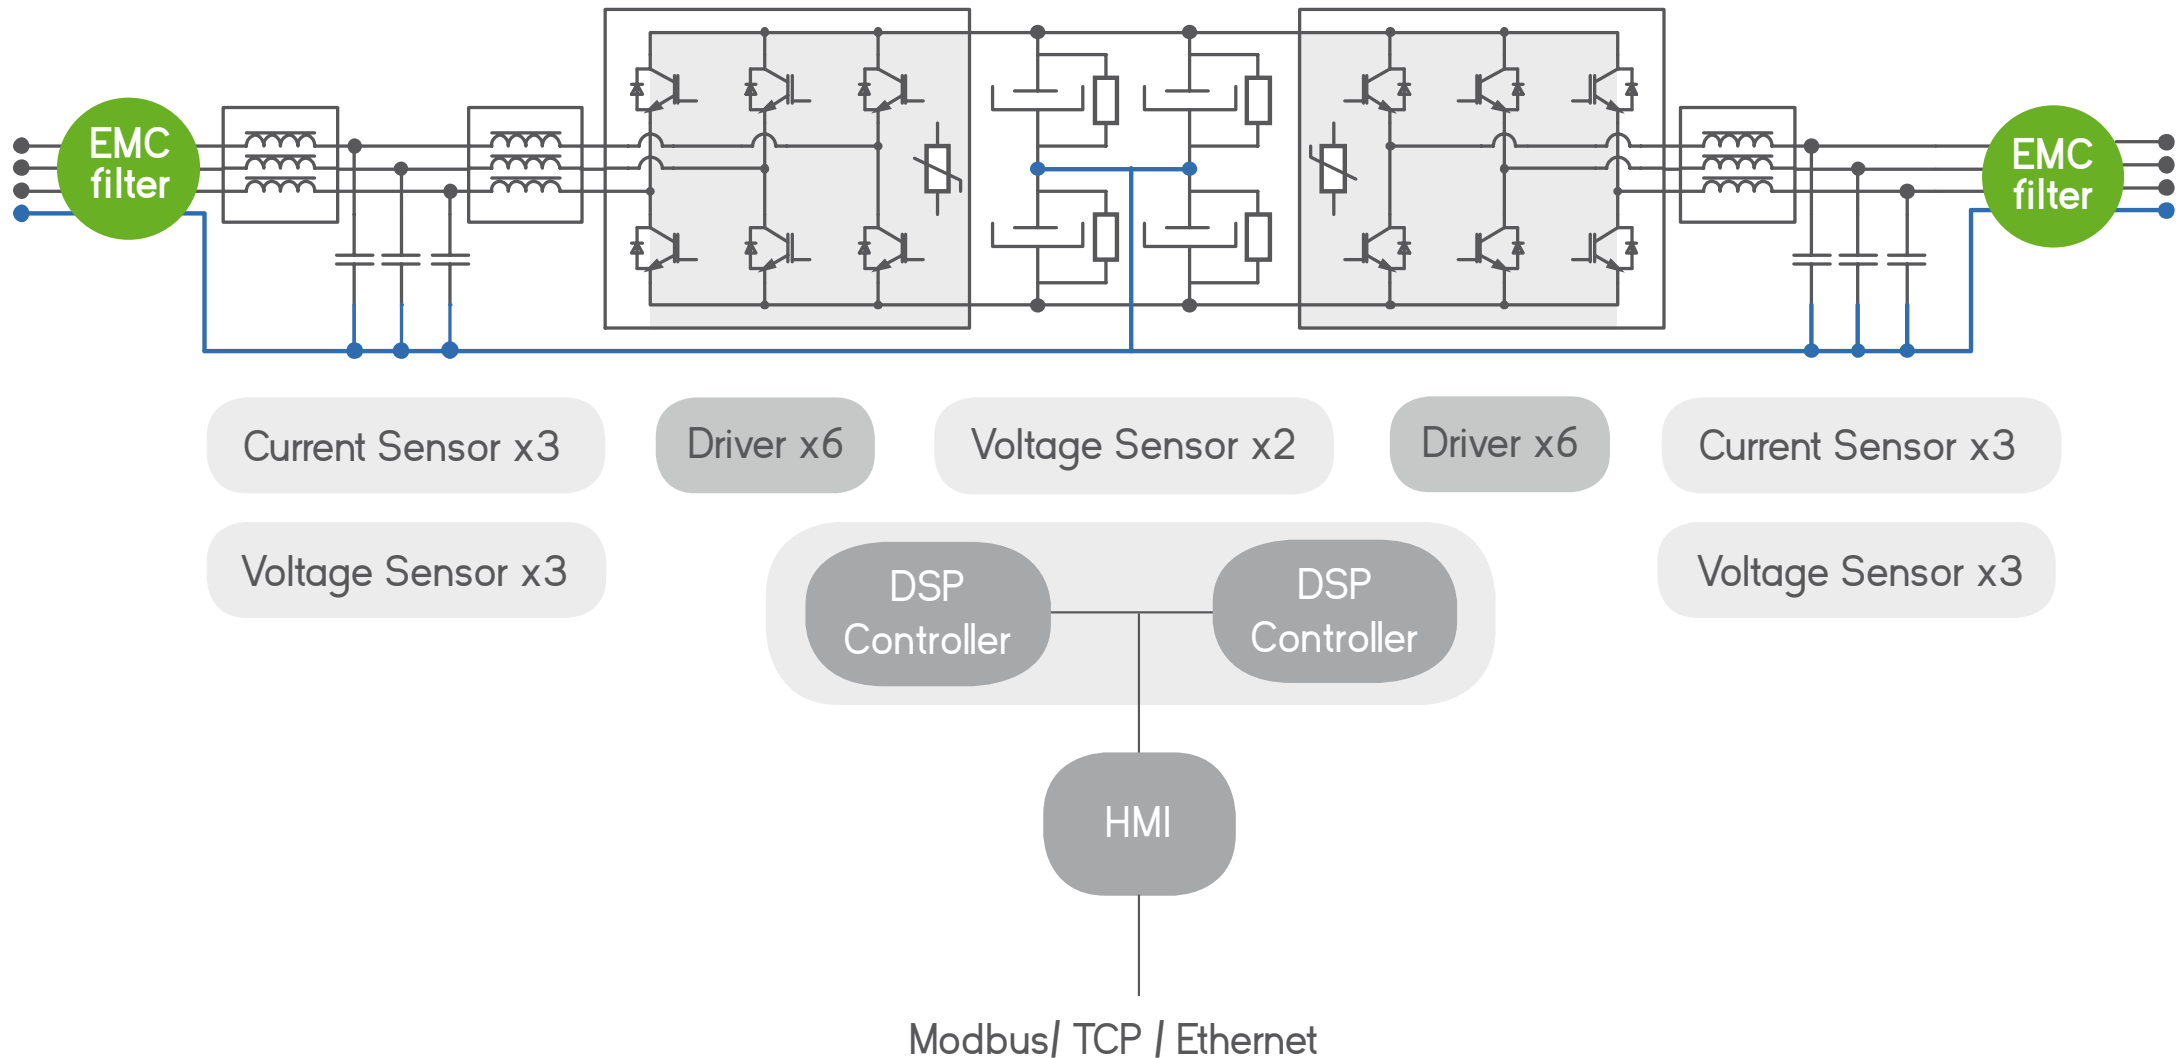 EMC
filter
EMC
filter
Current Sensor x3
Driver x6
Voltage Sensor x2
Driver x6
Current Sensor x3
Voltage Sensor x3
DSP
Controller
DSP
Controller
Voltage Sensor x3
HMI
Modbus/ TCP / Ethernet